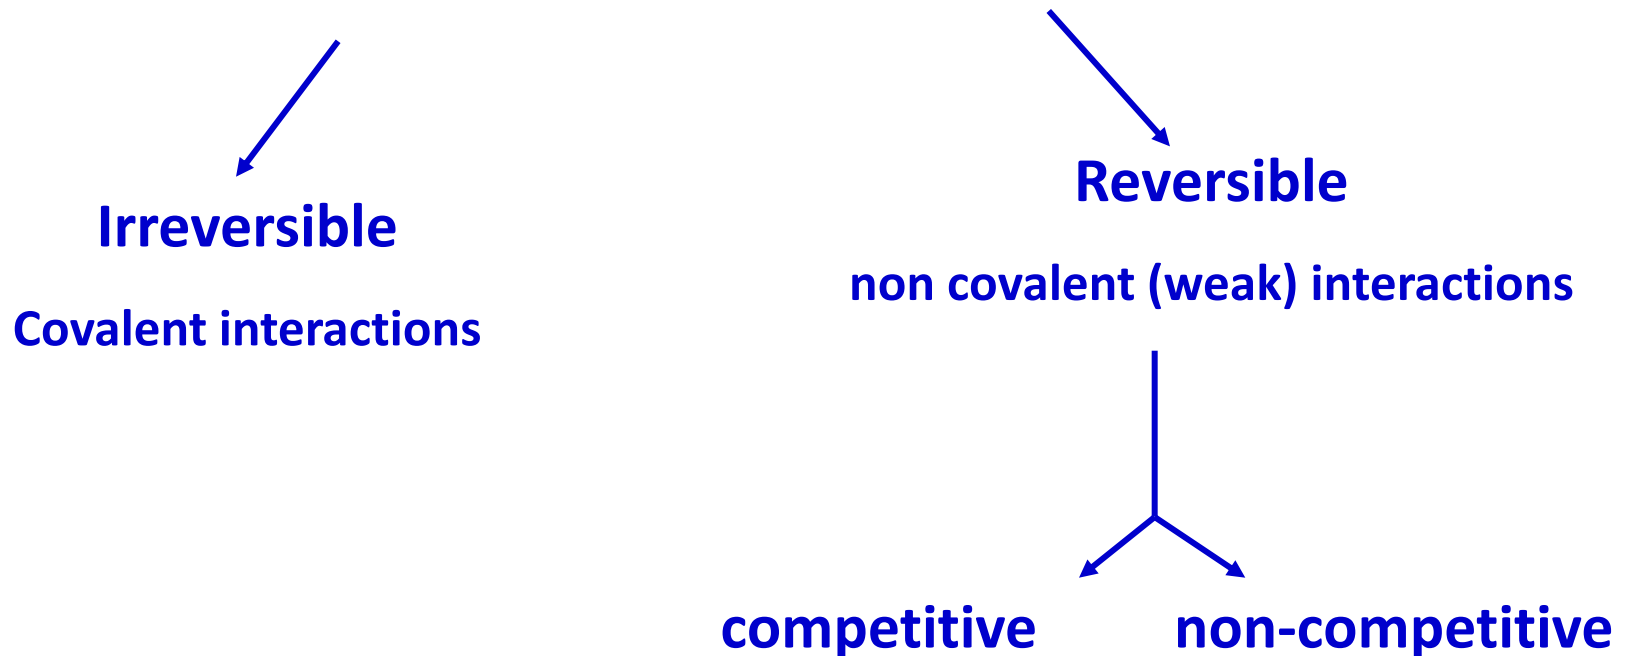 Irreversible
Covalent interactions
Reversible
non covalent (weak) interactions
competitive
non-competitive